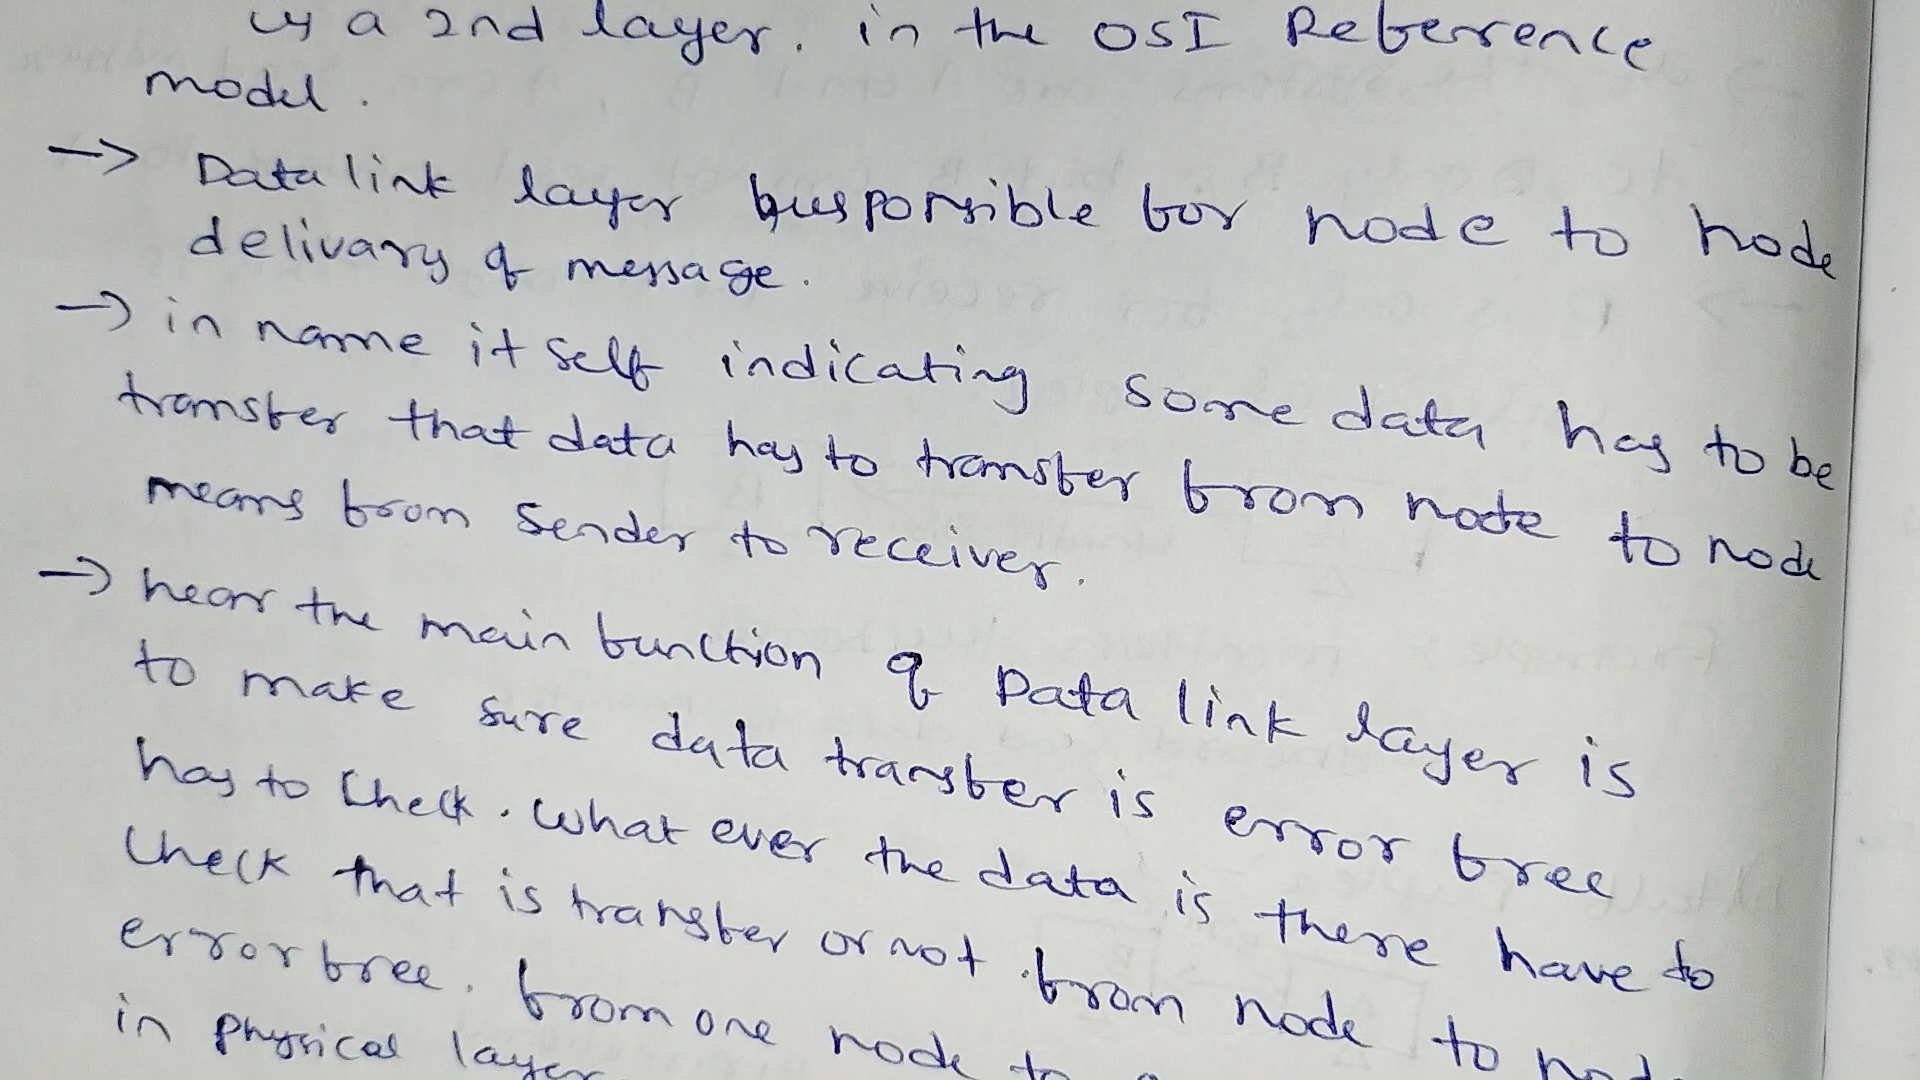 is a 2nd layer. in the OSI Reference
model.
-> Data link layer responsible for node to node
delivary of message.
-> in name it self indicating some data has to be
transfer that data has to transfer from node to node
means from Sender to receiver.
-> hear the main function of Data link layer is
to make sure data transfer is error free
has to Check. What ever the data is there have to
Check that is transfer or not. from node to
error free. from one node to
in Physical layer